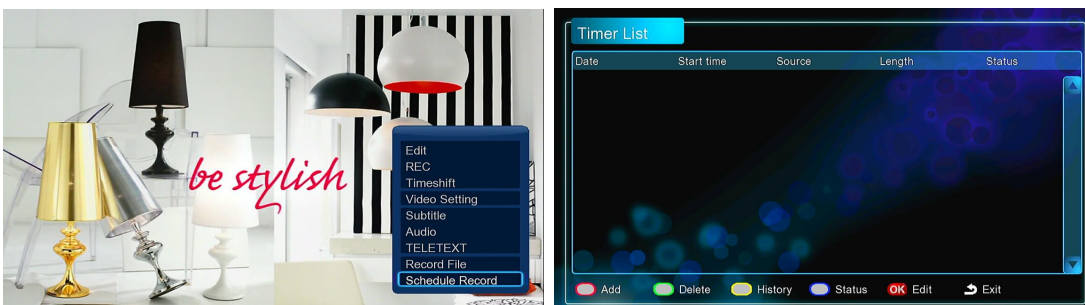 be stylish
Edit
REC
Timeshift
Video Setting
Subtitle
Audio
TELETEXT
Record File
Schedule Record
Timer List
Date Start time Source Length Status
Add Delete History Status OK Edit Exit